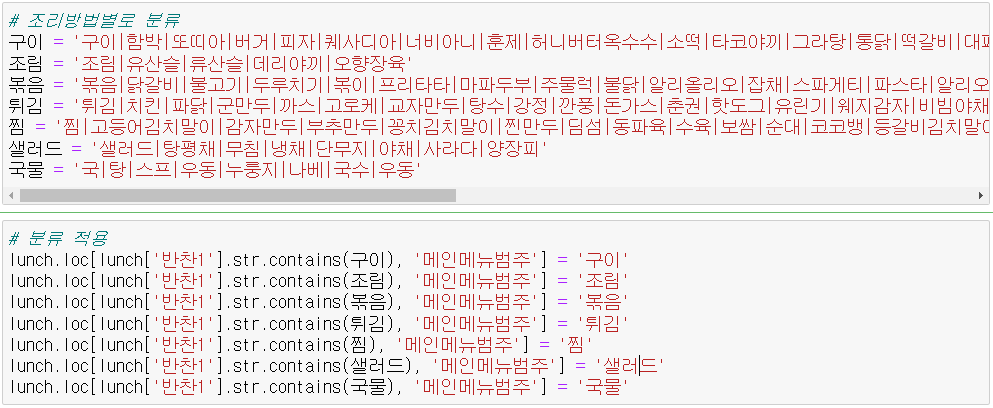 # 조리방법별로 분류
구이 = '구이|함박|또띠아|버거|피자|퀘사디아|너비아니|훈제|허니버터옥수수|소떡|타코야끼|그라탕|통닭|떡갈비|대패
조림 = '조림|유산슬|류산슬|데리야끼|오향장육'
볶음 = '볶음|닭갈비|불고기|두루치기|볶이|프리타타|마파두부|주물럭|불닭|알리올리오|잡채|스파게티|파스타|알리오
튀김 = '튀김|치킨|파닭|군만두|까스|고로케|교자만두|탕수|강정|깐풍|돈가스|춘권|핫도그|유린기|웨지감자|비빔야채
찜 = '찜|고등어김치말이|감자만두|부추만두|꽁치김치말이|찐만두|딤섬|동파육|수육|보쌈|순대|코코뱅|등갈비김치말이
샐러드 = '샐러드|탕평채|무침|냉채|단무지|야채|사라다|양장피'
국물 = '국|탕|스프|우동|누룽지|나베|국수|우동'
# 분류 적용
lunch.loc[lunch['반찬1'].str.contains(구이), '메인메뉴범주'] = '구이'
lunch.loc[lunch['반찬1'].str.contains(조림), '메인메뉴범주'] = '조림'
lunch.loc[lunch['반찬1'].str.contains(볶음), '메인메뉴범주'] = '볶음'
lunch.loc[lunch['반찬1'].str.contains(튀김), '메인메뉴범주'] = '튀김'
lunch.loc[lunch['반찬1'].str.contains(찜), '메인메뉴범주'] = '찜'
lunch.loc[lunch['반찬1'].str.contains(샐러드), '메인메뉴범주'] = '샐러드'
lunch.loc[lunch['반찬1'].str.contains(국물), '메인메뉴범주'] = '국물'